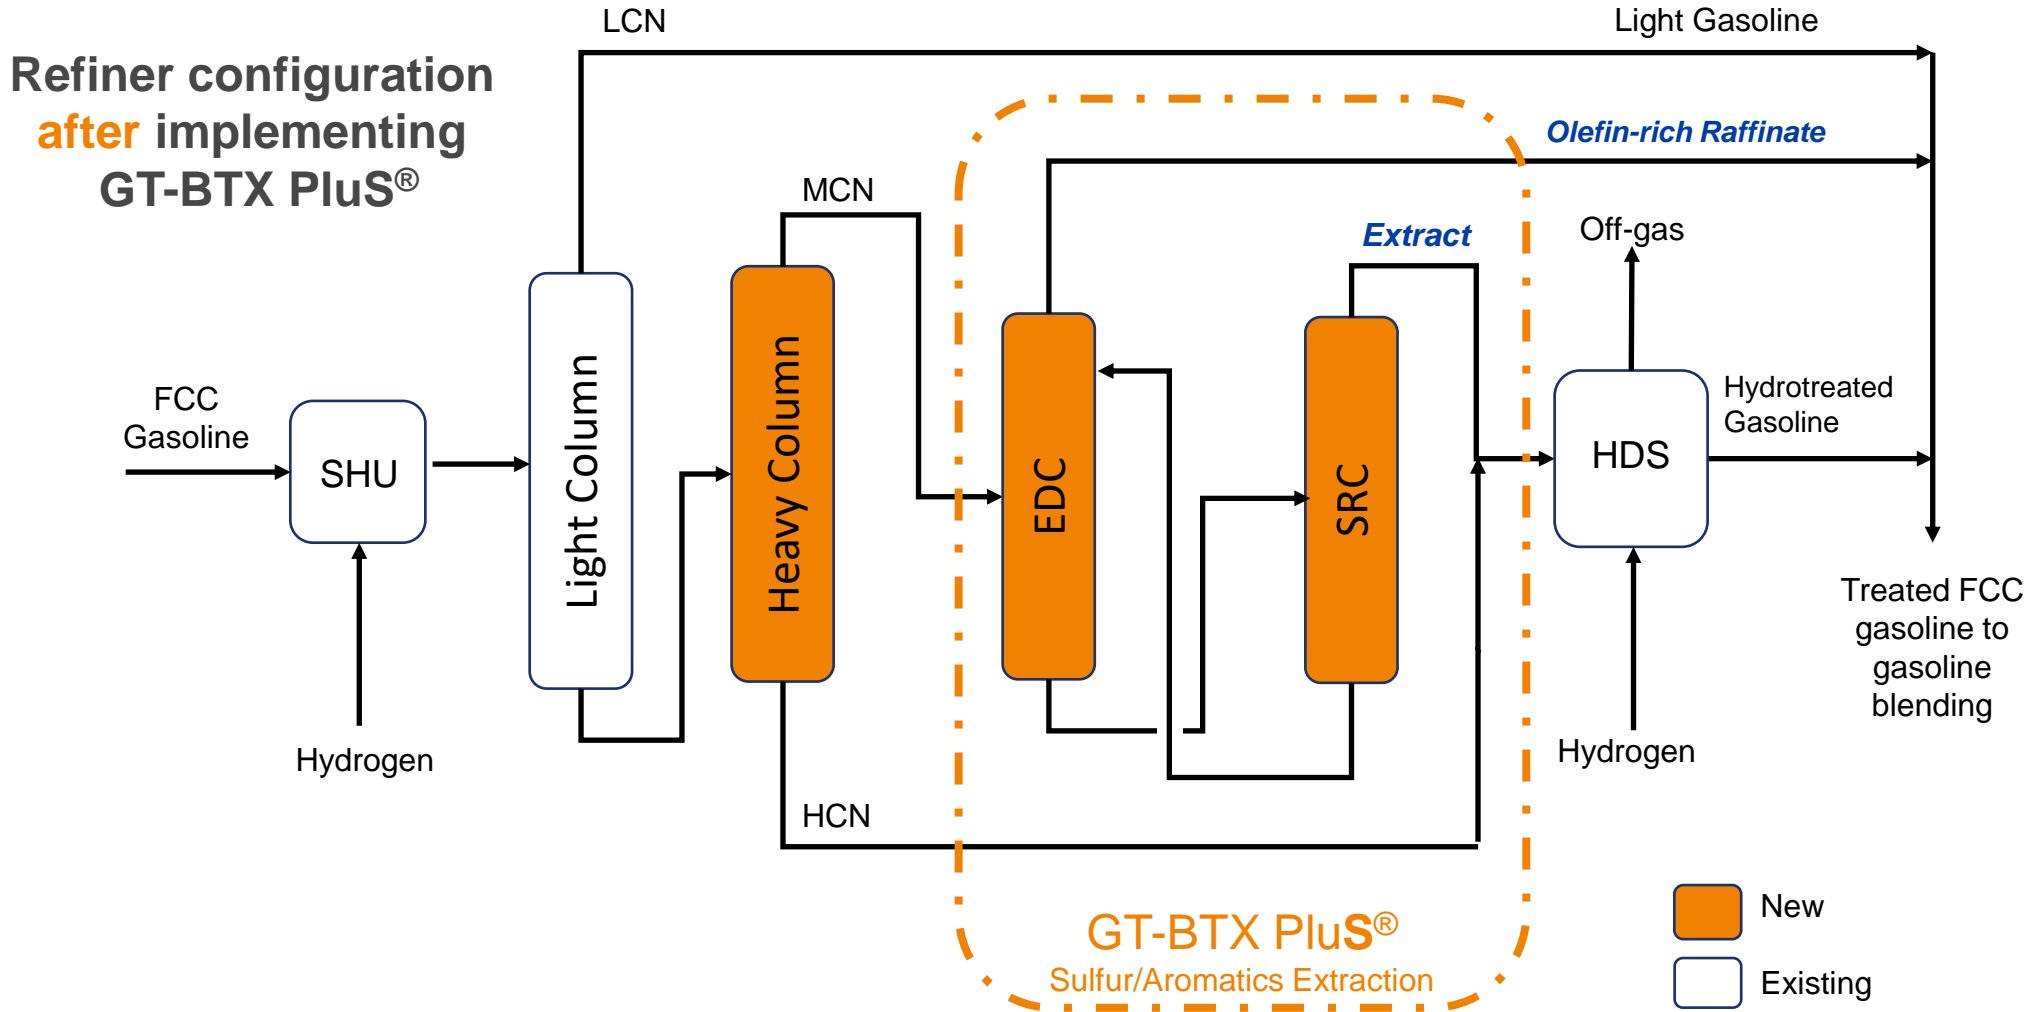 Refiner configuration
after implementing
GT-BTX PluS®
LCN
Light Gasoline
Olefin-rich Raffinate
MCN
Extract
Off-gas
FCC
Gasoline
SHU
Light Column
Heavy Column
EDC
SRC
HDS
Hydrotreated
Gasoline
Hydrogen
Hydrogen
HCN
Treated FCC
gasoline to
gasoline
blending
GT-BTX PluS®
Sulfur/Aromatics Extraction
New
Existing